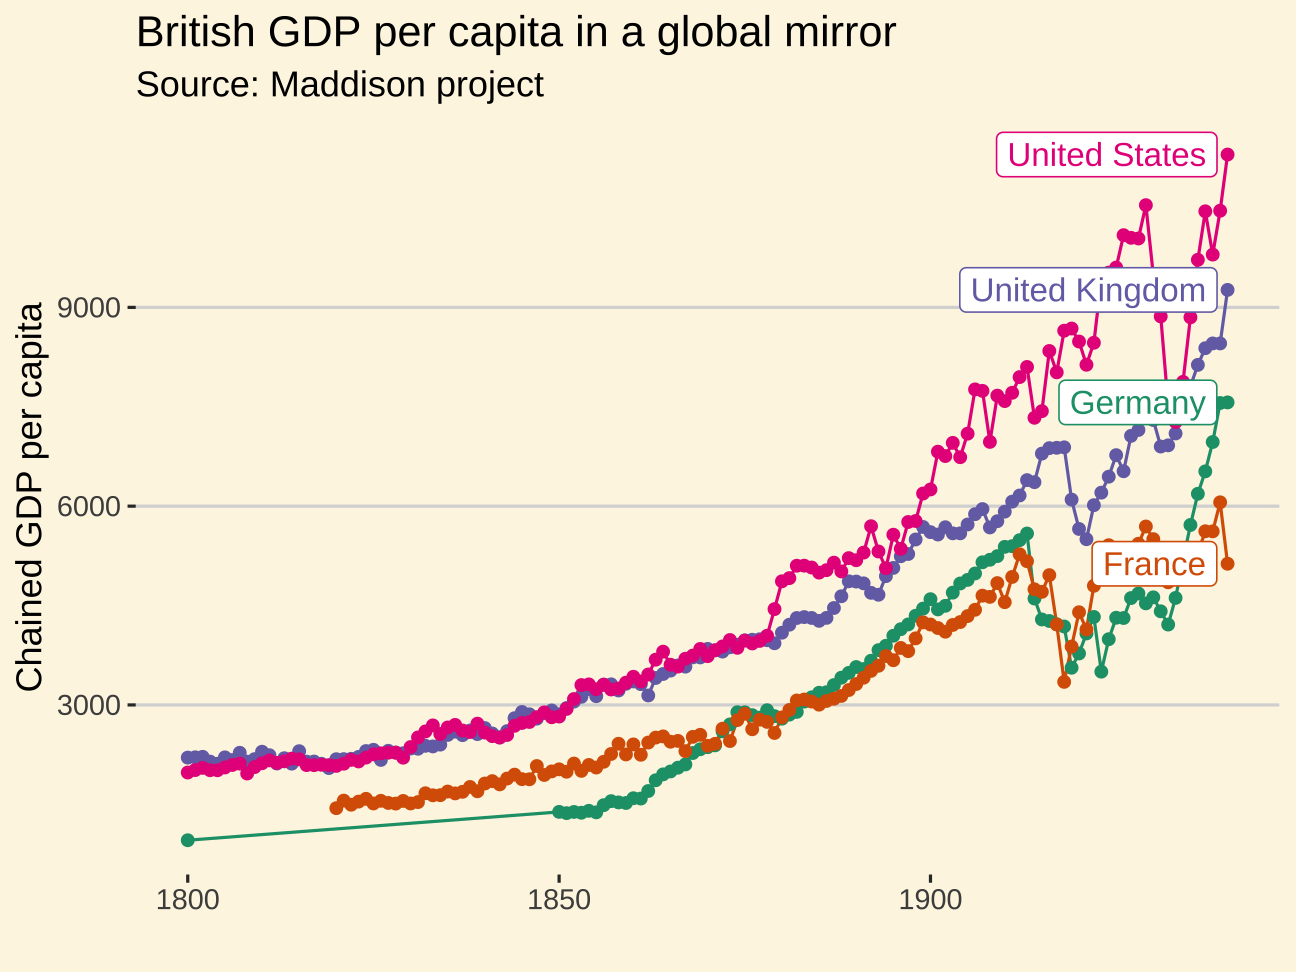 British GDP per capita in a global mirror
Source: Maddison project
United States
United Kingdom
Germany
France
Chained GDP per capita
9000
6000
3000
1800
1850
1900